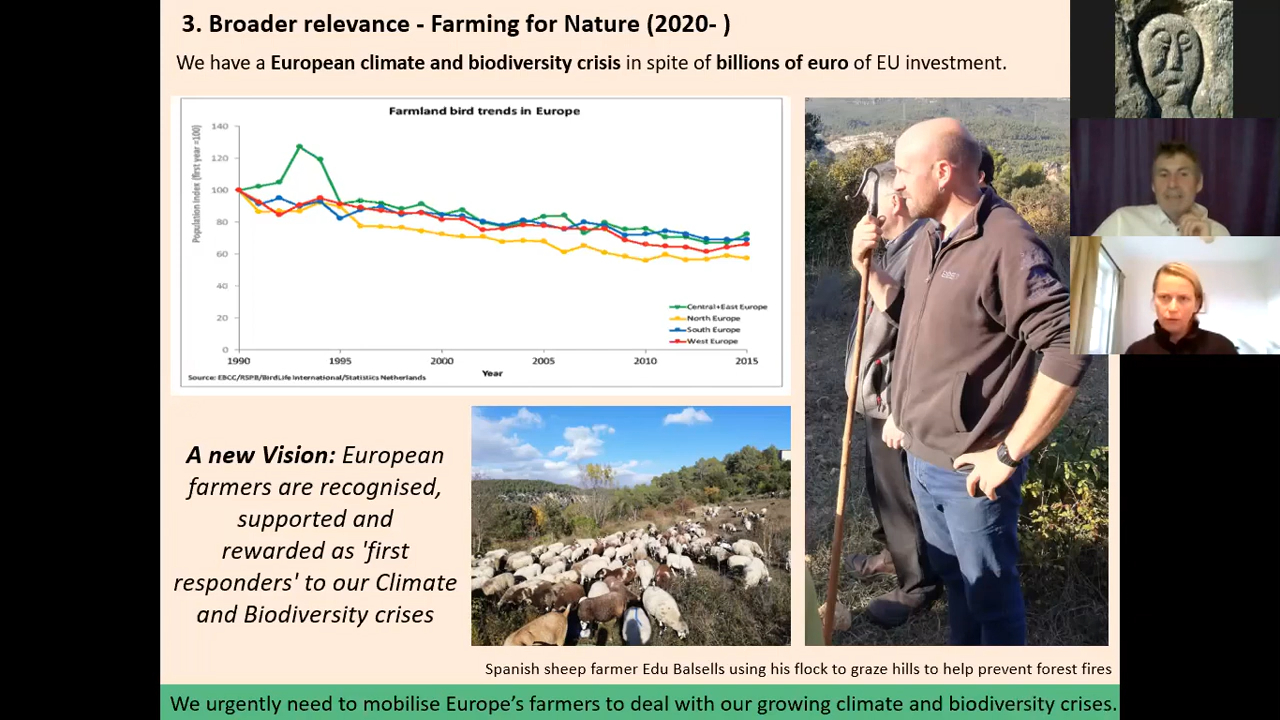 3. Broader relevance - Farming for Nature (2020- )
We have a European climate and biodiversity crisis in spite of billions of euro of EU investment.
Farmland bird trends in Europe
Population index (first year =100)
140
120
100
80
60
40
20
0
1990
1995
2000
2005
2010
2015
Year
Central+East Europe
North Europe
South Europe
West Europe
Source: EBCC/RSPB/BirdLife International/Statistics Netherlands
A new Vision: European
farmers are recognised,
supported and
rewarded as 'first
responders' to our Climate
and Biodiversity crises
Spanish sheep farmer Edu Balsells using his flock to graze hills to help prevent forest fires
We urgently need to mobilise Europe’s farmers to deal with our growing climate and biodiversity crises.